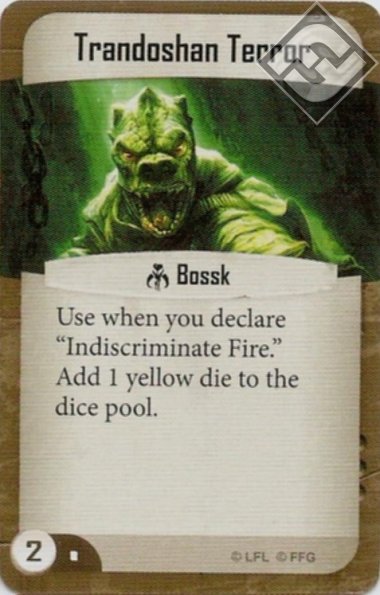 Trandoshan Terror
Bossk
Use when you declare
“Indiscriminate Fire.”
Add 1 yellow die to the
dice pool.
2
© LFL © FFG